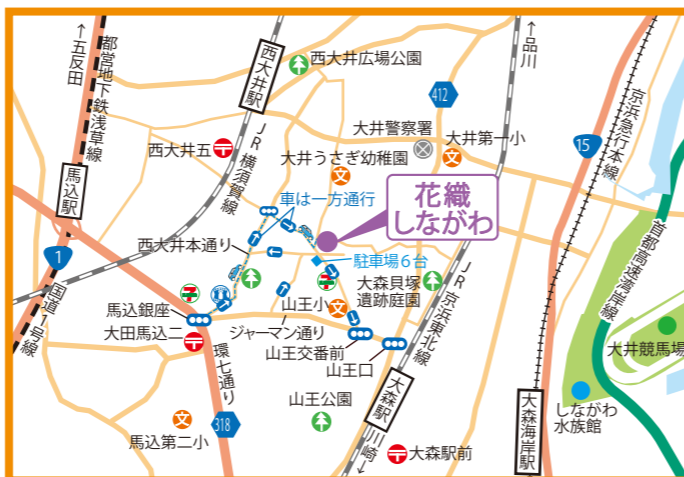 ←五反田
都営地下鉄浅草線
馬込駅
1
国道1号線
西大井駅
西大井広場公園
←品川
412
京浜急行本線
15
大井警察署
大井第一小
西大井五
JR 横須賀線
大井うさぎ幼稚園
車は一方通行
花織
しながわ
首都高速湾岸線
西大井本通り
駐車場6台
大森貝塚
遺跡庭園
JR 京浜東北線
馬込銀座
山王小
ジャーマン通り
大田馬込二
山王交番前
山王口
大井競馬場
環七通り
大森駅
大森海岸駅
しながわ
水族館
318
山王公園
馬込第二小
川崎→
大森駅前
文
文
文